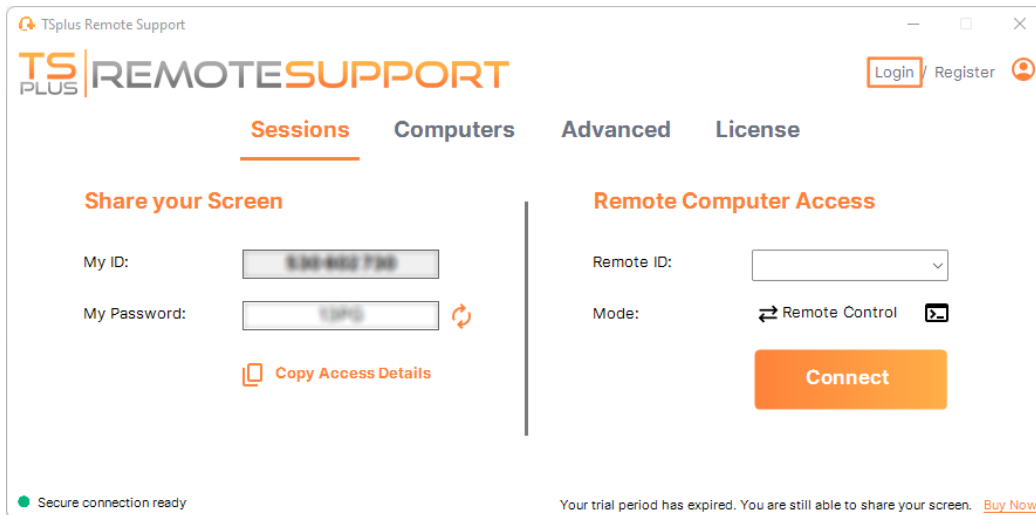 TSplus Remote Support
TS PLUS REMOTESUPPORT
Login / Register
Sessions Computers Advanced License
Share your Screen
Remote Computer Access
My ID:
Remote ID:
My Password:
Mode: Remote Control
Copy Access Details
Connect
Secure connection ready
Your trial period has expired. You are still able to share your screen. Buy Now